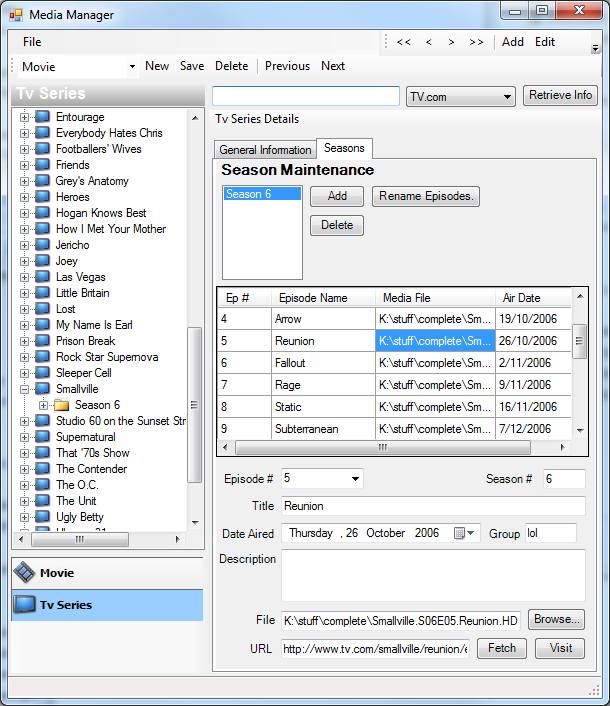 Media Manager
File
<< < > >> Add Edit
Movie New Save Delete Previous Next
Tv Series
TV.com Retrieve Info
Entourage
Everybody Hates Chris
Footballers' Wives
Friends
Grey's Anatomy
Heroes
Hogan Knows Best
How I Met Your Mother
Jericho
Joey
Las Vegas
Little Britain
Lost
My Name Is Earl
Prison Break
Rock Star Supernova
Sleeper Cell
Smallville
Season 6
Studio 60 on the Sunset Str
Supernatural
That '70s Show
The Contender
The O.C.
The Unit
Ugly Betty
Movie
Tv Series
Tv Series Details
General Information Seasons
Season Maintenance
Season 6
Add Rename Episodes.
Delete
Ep # Episode Name Media File Air Date
4 Arrow K:\stuff\complete\Sm... 19/10/2006
5 Reunion K:\stuff\complete\Sm... 26/10/2006
6 Fallout K:\stuff\complete\Sm... 2/11/2006
7 Rage K:\stuff\complete\Sm... 9/11/2006
8 Static K:\stuff\complete\Sm... 16/11/2006
9 Subterranean K:\stuff\complete\Sm... 7/12/2006
Episode # 5 Season # 6
Title Reunion
Date Aired Thursday , 26 October 2006 Group lol
Description
File K:\stuff\complete\Smallville.S06E05.Reunion.HD Browse...
URL http://www.tv.com/smallville/reunion/e Fetch Visit